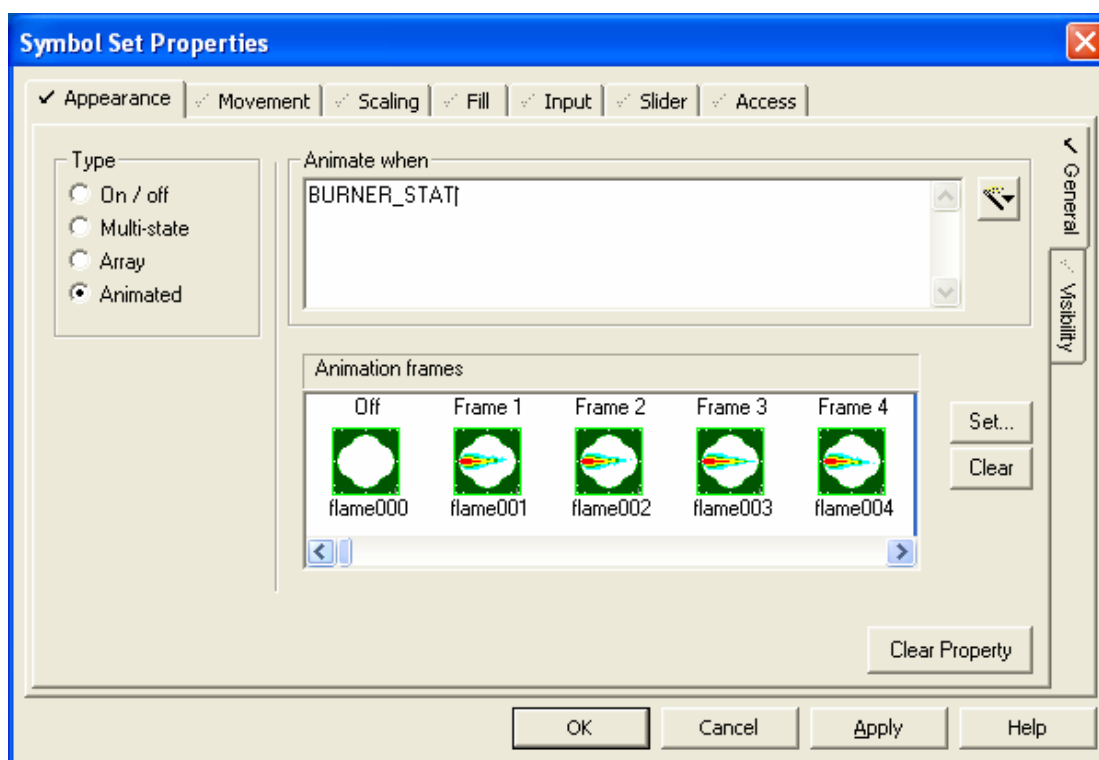 Symbol Set Properties
Appearance Movement Scaling Fill Input Slider Access
General
Visibility
Type
On / off
Multi-state
Array
Animated
Animate when
BURNER_STAT
Animation frames
Off Frame 1 Frame 2 Frame 3 Frame 4
flame000 flame001 flame002 flame003 flame004
Set...
Clear
Clear Property
OK Cancel Apply Help